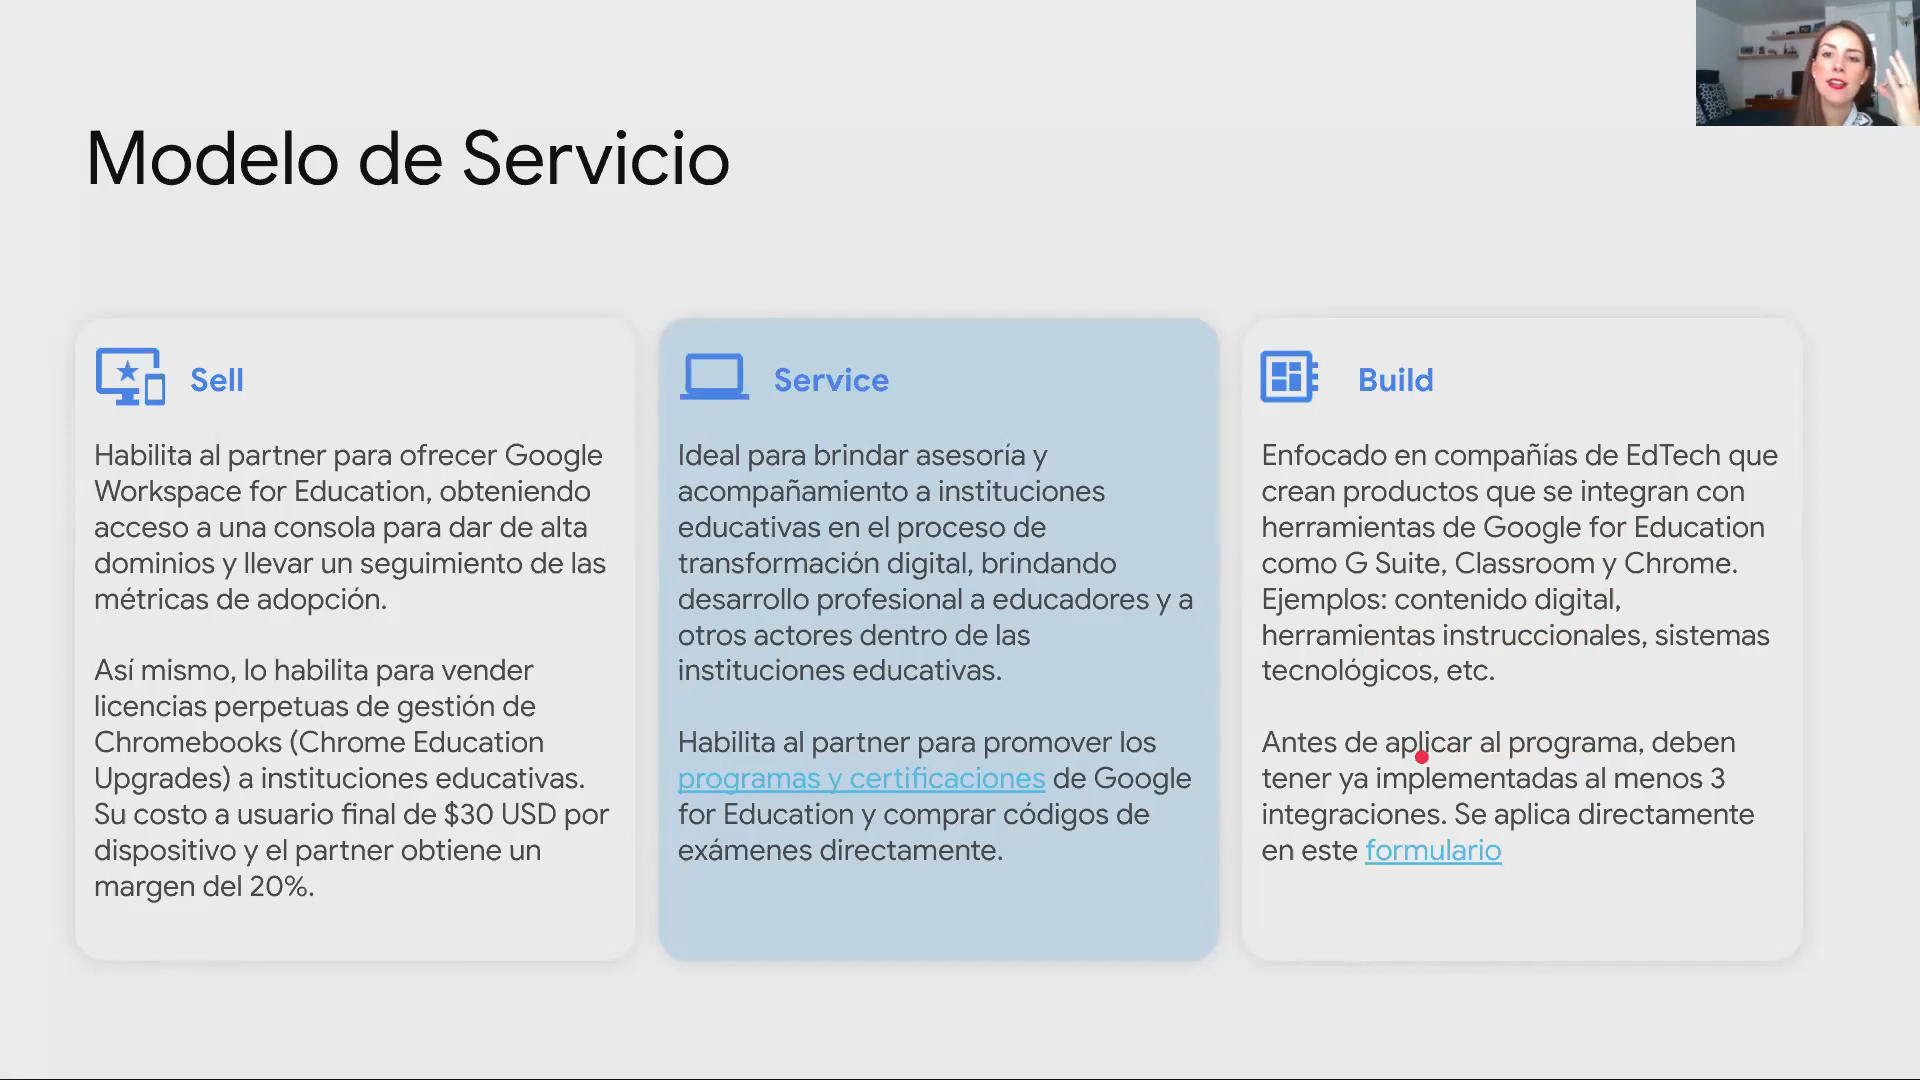 Modelo de Servicio
Sell
Habilita al partner para ofrecer Google
Workspace for Education, obteniendo
acceso a una consola para dar de alta
dominios y llevar un seguimiento de las
métricas de adopción.
Así mismo, lo habilita para vender
licencias perpetuas de gestión de
Chromebooks (Chrome Education
Upgrades) a instituciones educativas.
Su costo a usuario final de $30 USD por
dispositivo y el partner obtiene un
margen del 20%.
Service
Ideal para brindar asesoría y
acompañamiento a instituciones
educativas en el proceso de
transformación digital, brindando
desarrollo profesional a educadores y a
otros actores dentro de las
instituciones educativas.
Habilita al partner para promover los
programas y certificaciones de Google
for Education y comprar códigos de
exámenes directamente.
Build
Enfocado en compañías de EdTech que
crean productos que se integran con
herramientas de Google for Education
como G Suite, Classroom y Chrome.
Ejemplos: contenido digital,
herramientas instruccionales, sistemas
tecnológicos, etc.
Antes de aplicar al programa, deben
tener ya implementadas al menos 3
integraciones. Se aplica directamente
en este formulario